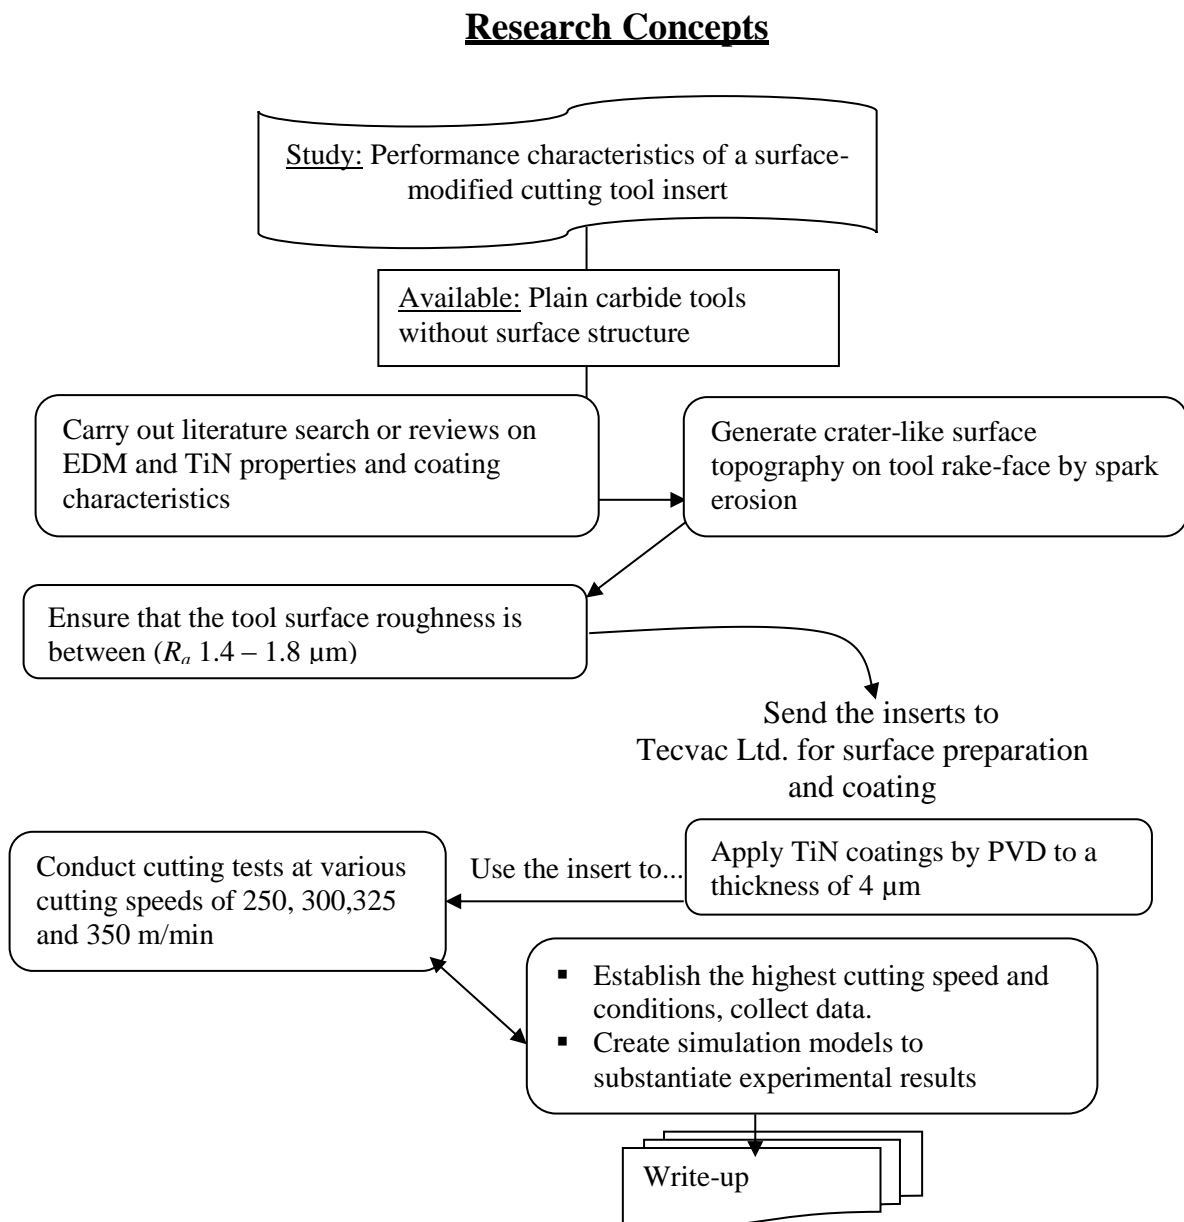 Research Concepts
Study: Performance characteristics of a surface-
modified cutting tool insert
Available: Plain carbide tools
without surface structure
Carry out literature search or reviews on
EDM and TiN properties and coating
characteristics
Generate crater-like surface
topography on tool rake-face by spark
erosion
Ensure that the tool surface roughness is
between (Ra 1.4 – 1.8 µm)
Send the inserts to
Tecvac Ltd. for surface preparation
and coating
Apply TiN coatings by PVD to a
thickness of 4 µm
Use the insert to...
Conduct cutting tests at various
cutting speeds of 250, 300,325
and 350 m/min
▪ Establish the highest cutting speed and
conditions, collect data.
▪ Create simulation models to
substantiate experimental results
Write-up